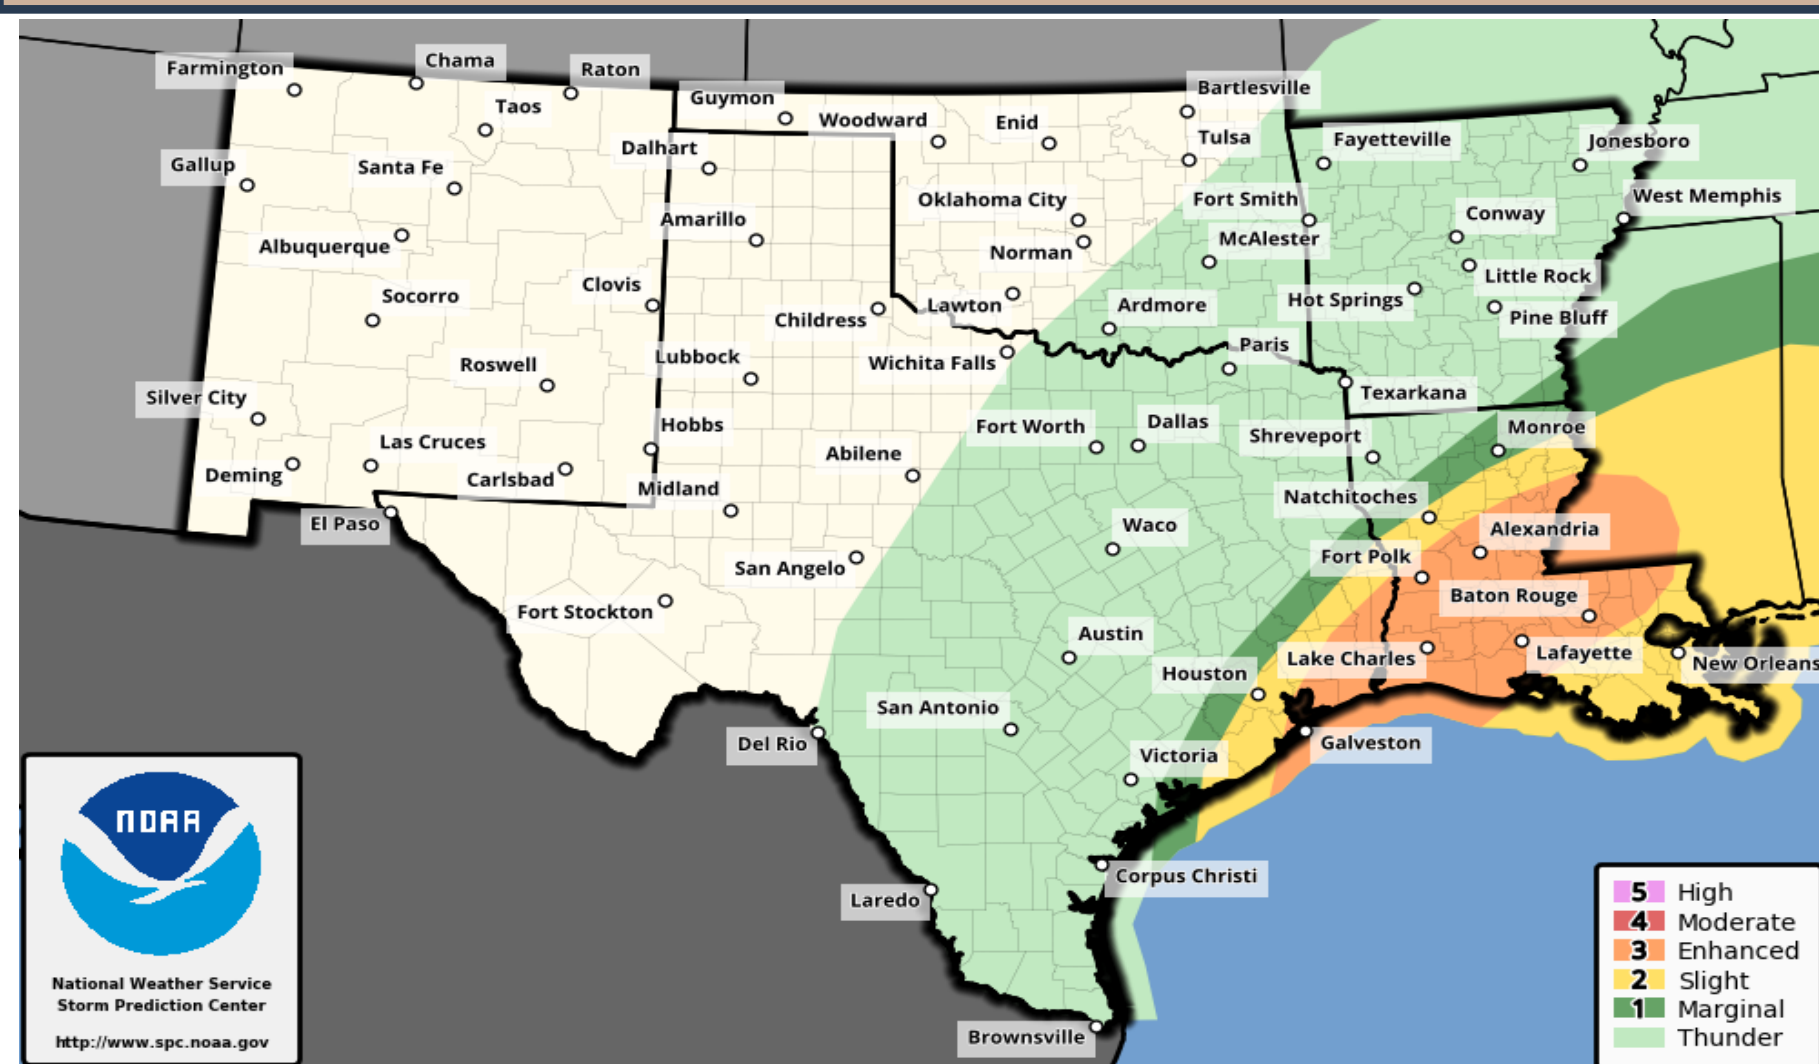 Farmington
Chama
Raton
Guymon
Bartlesville
Taos
Woodward
Enid
Tulsa
Fayetteville
Jonesboro
Gallup
Santa Fe
Dalhart
Oklahoma City
Fort Smith
West Memphis
Amarillo
Conway
Albuquerque
Norman
McAlester
Socorro
Clovis
Little Rock
Childress
Lawton
Ardmore
Hot Springs
Pine Bluff
Roswell
Lubbock
Wichita Falls
Paris
Silver City
Texarkana
Las Cruces
Hobbs
Fort Worth
Dallas
Shreveport
Monroe
Deming
Carlsbad
Midland
Abilene
Natchitoches
El Paso
Waco
Alexandria
San Angelo
Fort Polk
Fort Stockton
Baton Rouge
Austin
Lake Charles
Lafayette
New Orleans
Houston
San Antonio
Del Rio
Victoria
Galveston
Corpus Christi
Laredo
Brownsville
NOAA
National Weather Service
Storm Prediction Center
http://www.spc.noaa.gov
5 High
4 Moderate
3 Enhanced
2 Slight
1 Marginal
Thunder